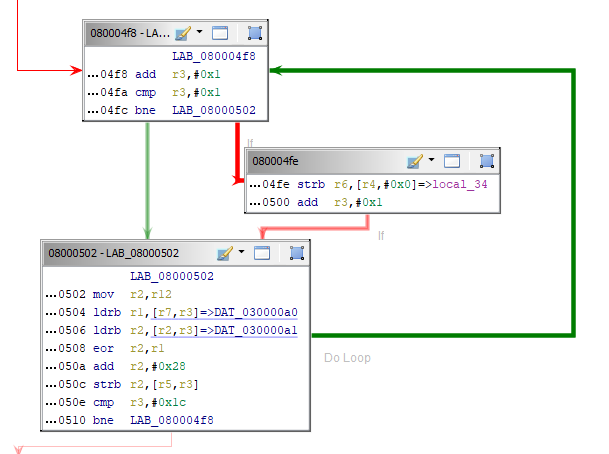 080004f8 - LA...
LAB_080004f8
...04f8 add r3,#0x1
...04fa cmp r3,#0x1
...04fc bne LAB_08000502
If
080004fe
...04fe strb r6,[r4,#0x0]=>local_34
...0500 add r3,#0x1
If
08000502 - LAB_08000502
LAB_08000502
...0502 mov r2,r12
...0504 ldrb r1,[r7,r3]=>DAT_030000a0
...0506 ldrb r2,[r2,r3]=>DAT_030000a1
...0508 eor r2,r1
...050a add r2,#0x28
...050c strb r2,[r5,r3]
...050e cmp r3,#0x1c
...0510 bne LAB_080004f8
Do Loop